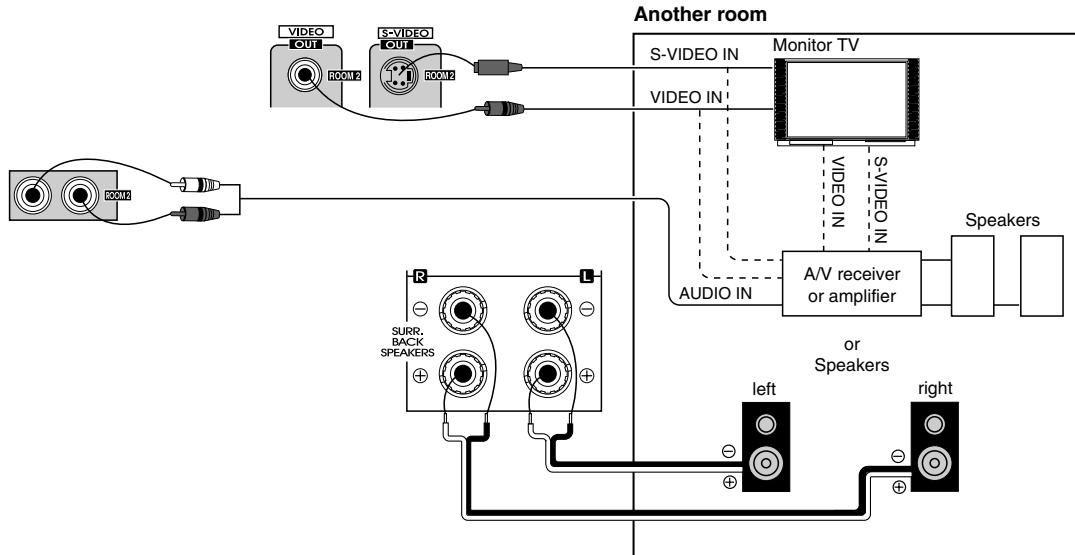 Another room
VIDEO
OUT
ROOM 2
S-VIDEO
OUT
ROOM 2
S-VIDEO IN
VIDEO IN
Monitor TV
VIDEO IN
S-VIDEO IN
ROOM 2
AUDIO IN
A/V receiver
or amplifier
Speakers
R
L
⊖
⊖
SURR.
BACK
SPEAKERS
⊕
⊕
or
Speakers
left
right
⊖
⊕
⊖
⊕